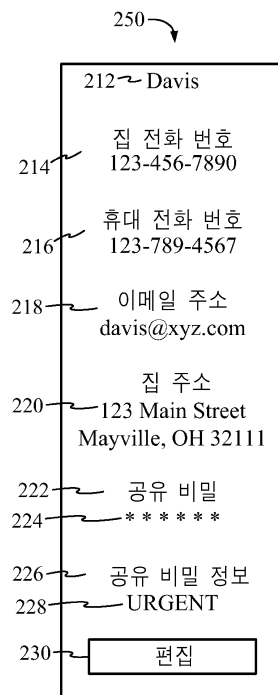 250
212 Davis
집 전화 번호
214 123-456-7890
휴대 전화 번호
216 123-789-4567
218 이메일 주소
davis@xyz.com
집 주소
220 123 Main Street
Mayville, OH 32111
222 공유 비밀
224 * * * * * *
226 공유 비밀 정보
228 URGENT
230 편집